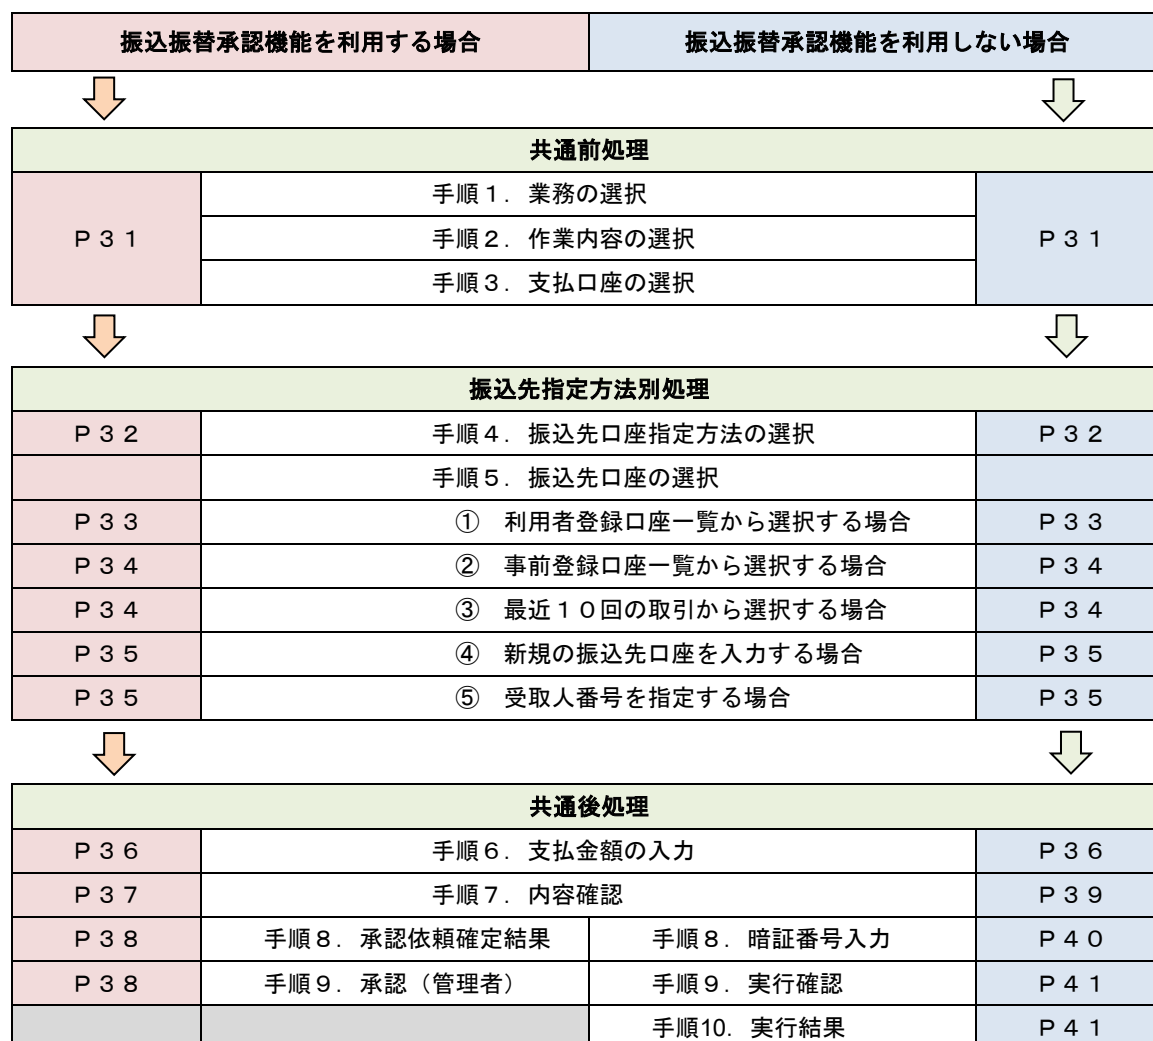 振込振替承認機能を利用する場合 振込振替承認機能を利用しない場合
共通前処理
手順１．業務の選択
P３１ 手順２．作業内容の選択 P３１
手順３．支払口座の選択
振込先指定方法別処理
P３２ 手順４．振込先口座指定方法の選択 P３２
手順５．振込先口座の選択
P３３ ① 利用者登録口座一覧から選択する場合 P３３
P３４ ② 事前登録口座一覧から選択する場合 P３４
P３４ ③ 最近１０回の取引から選択する場合 P３４
P３５ ④ 新規の振込先口座を入力する場合 P３５
P３５ ⑤ 受取人番号を指定する場合 P３５
共通後処理
P３６ 手順６．支払金額の入力 P３６
P３７ 手順７．内容確認 P３９
P３８ 手順８．承認依頼確定結果 手順８．暗証番号入力 P４０
P３８ 手順９．承認（管理者） 手順９．実行確認 P４１
手順10．実行結果 P４１